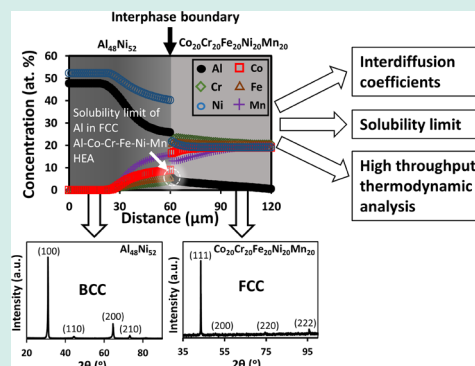 Interphase boundary
Al₄₈Ni₅₂
Co₂₀Cr₂₀Fe₂₀Ni₂₀Mn₂₀
Concentration (at. %)
60
50
40
30
20
10
0
Al
Co
Cr
Fe
Ni
Mn
Solubility limit of
Al in FCC
Al-Co-Cr-Fe-Ni-Mn
HEA
0
30
60
90
120
Distance (μm)
Interdiffusion
coefficients
Solubility limit
High throughput
thermodynamic
analysis
Intensity (a.u.)
Al₄₈Ni₅₂
(100)
BCC
(200)
(110)
(210)
20
40
60
80
2θ (°)
Intensity (a.u.)
Co₂₀Cr₂₀Fe₂₀Ni₂₀Mn₂₀
(111)
FCC
(200)
(220)
(222)
35
55
75
95
2θ (°)